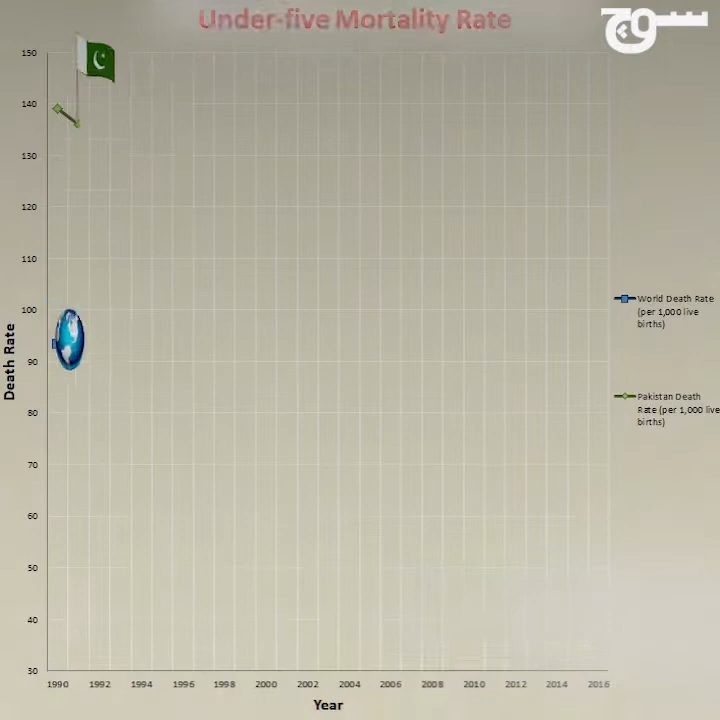 Under-five Mortality Rate
سوچ
150
140
130
120
110
100
90
80
70
60
50
40
30
Death Rate
1990 1992 1994 1996 1998 2000 2002 2004 2006 2008 2010 2012 2014 2016
Year
World Death Rate
(per 1,000 live
births)
Pakistan Death
Rate (per 1,000 live
births)